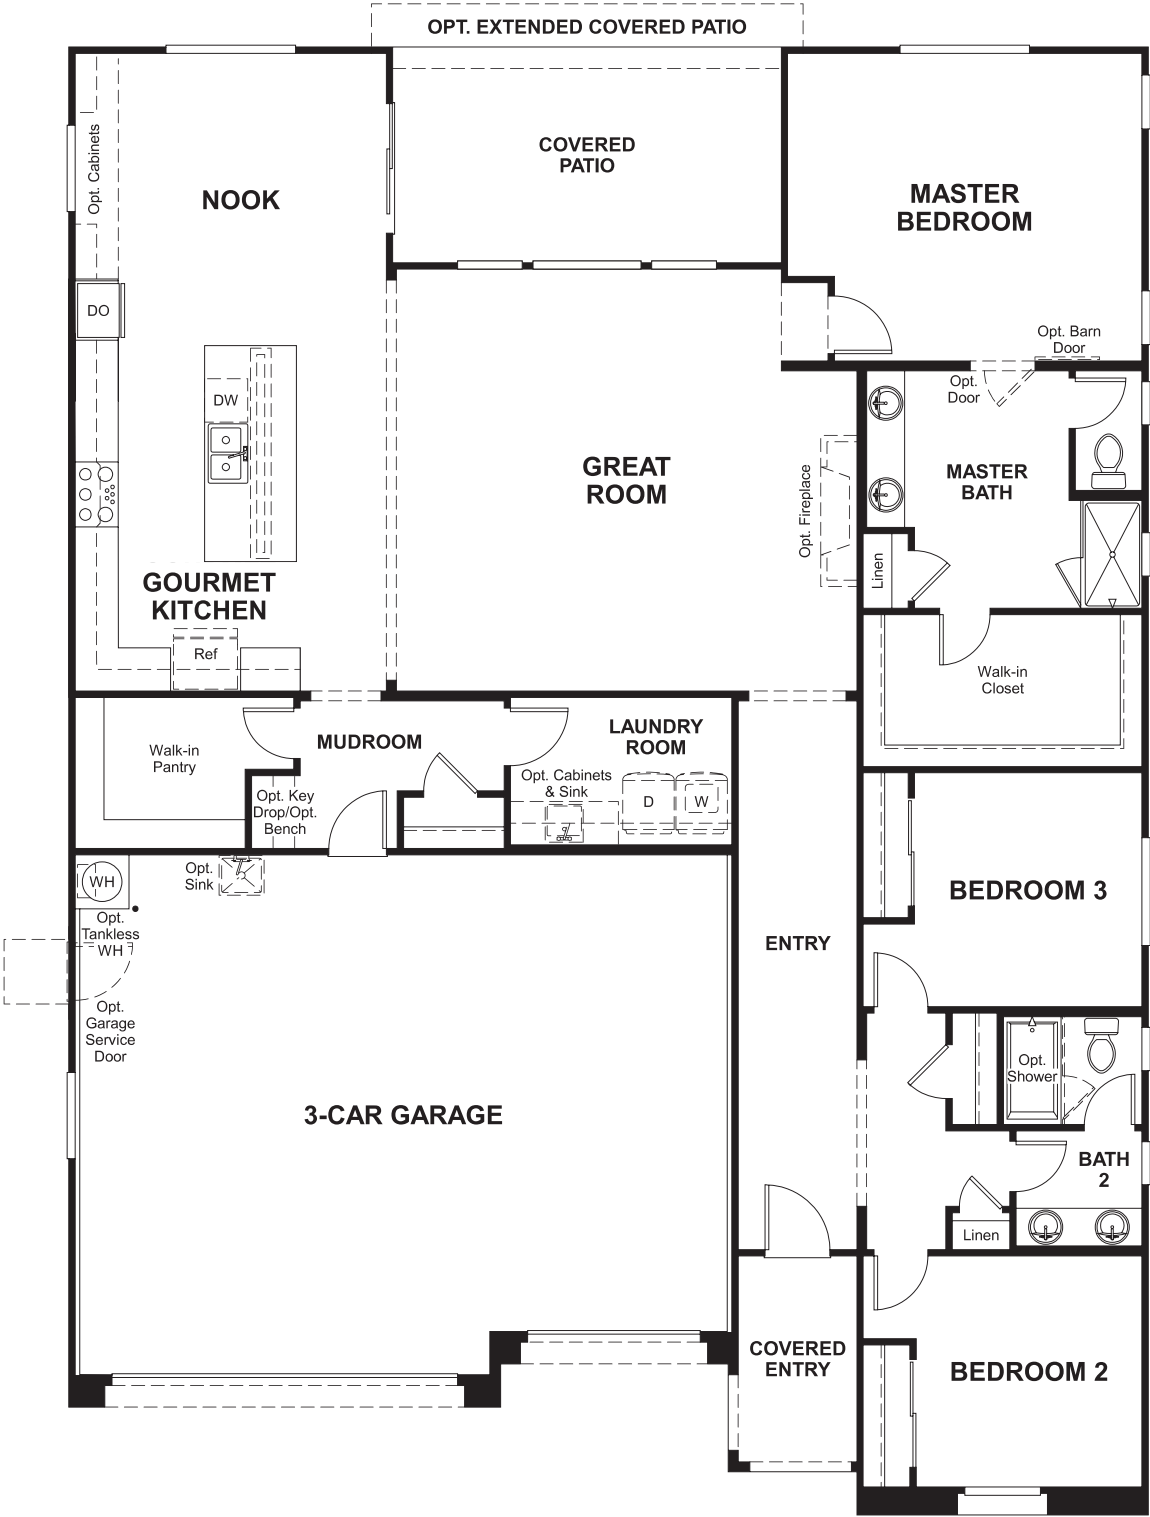 OPT. EXTENDED COVERED PATIO
COVERED
PATIO
Opt. Cabinets
NOOK
MASTER
BEDROOM
DO
Opt. Barn
Door
DW
Opt.
Door
GREAT
ROOM
MASTER
BATH
Opt. Fireplace
Linen
GOURMET
KITCHEN
Ref
Walk-in
Closet
Walk-in
Pantry
MUDROOM
LAUNDRY
ROOM
Opt. Cabinets
& Sink
Opt. Key
Drop/Opt.
Bench
D
W
WH
Opt.
Sink
BEDROOM 3
Opt.
Tankless
WH
ENTRY
Opt.
Garage
Service
Door
Opt.
Shower
3-CAR GARAGE
BATH
2
Linen
COVERED
ENTRY
BEDROOM 2